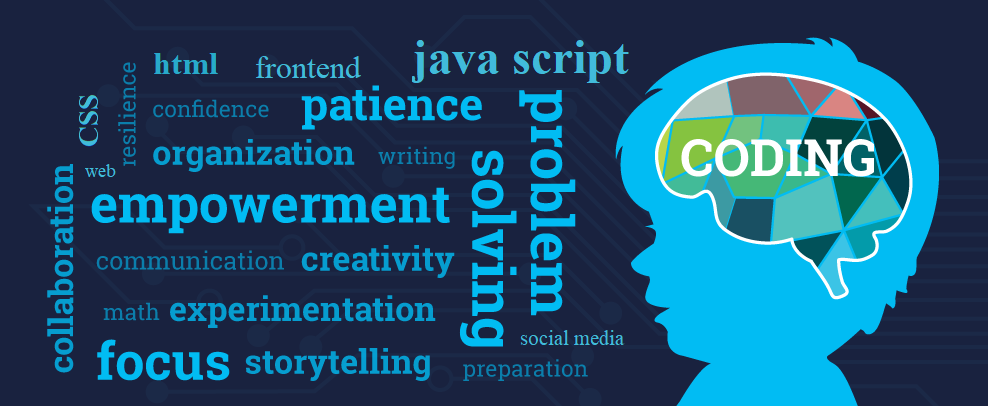 html
frontend
java script
resilience
CSS
confidence
patience
problem
solving
organization
writing
web
CODING
empowerment
collaboration
communication
creativity
math
experimentation
social media
focus
storytelling
preparation